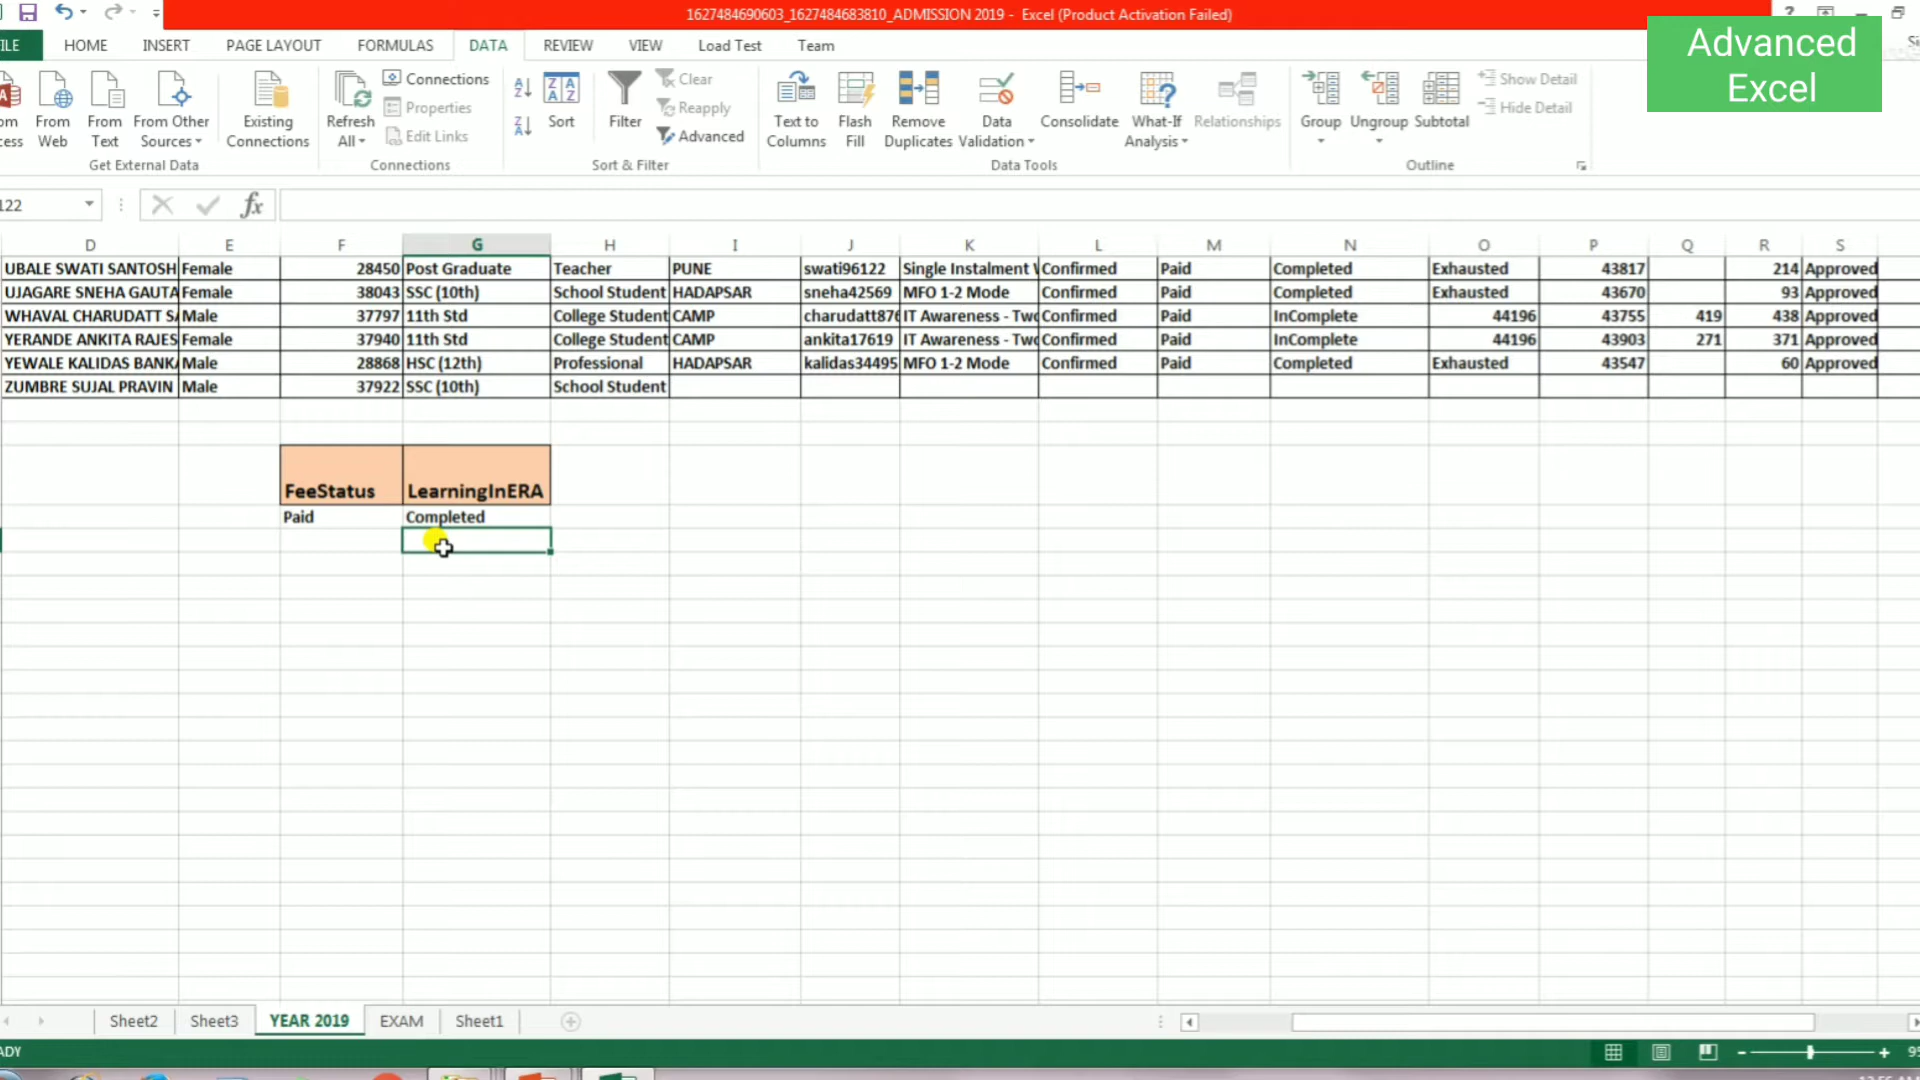 1627484690603_1627484683810_ADMISSION 2019 - Excel (Product Activation Failed)
?
Advanced
Excel
HOME INSERT PAGE LAYOUT FORMULAS DATA REVIEW VIEW Load Test Team
From Web
From Text
From Other Sources
Existing Connections
Get External Data
Refresh All
Connections
Properties
Edit Links
Connections
Sort
Filter
Clear
Reapply
Advanced
Sort & Filter
Text to Columns
Flash Fill
Remove Duplicates
Data Validation
Consolidate
What-If Analysis
Relationships
Data Tools
Group
Ungroup
Subtotal
Show Detail
Hide Detail
Outline
122 fx
D E F G H I J K L M N O P Q R S
UBALE SWATI SANTOSH Female 28450 Post Graduate Teacher PUNE swati96122 Single Instalment Confirmed Paid Completed Exhausted 43817 214 Approved
UJAGARE SNEHA GAUTA Female 38043 SSC (10th) School Student HADAPSAR sneha42569 MFO 1-2 Mode Confirmed Paid Completed Exhausted 43670 93 Approved
WHAVAL CHARUDATT Male 37797 11th Std College Student CAMP charudatt876 IT Awareness - Two Confirmed Paid InComplete 44196 43755 419 438 Approved
YERANDE ANKITA RAJES Female 37940 11th Std College Student CAMP ankita17619 IT Awareness - Two Confirmed Paid InComplete 44196 43903 271 371 Approved
YEWALE KALIDAS BANK Male 28868 HSC (12th) Professional HADAPSAR kalidas34495 MFO 1-2 Mode Confirmed Paid Completed Exhausted 43547 60 Approved
ZUMBRE SUJAL PRAVIN Male 37922 SSC (10th) School Student
FeeStatus LearningInERA
Paid Completed
Sheet2 Sheet3 YEAR 2019 EXAM Sheet1